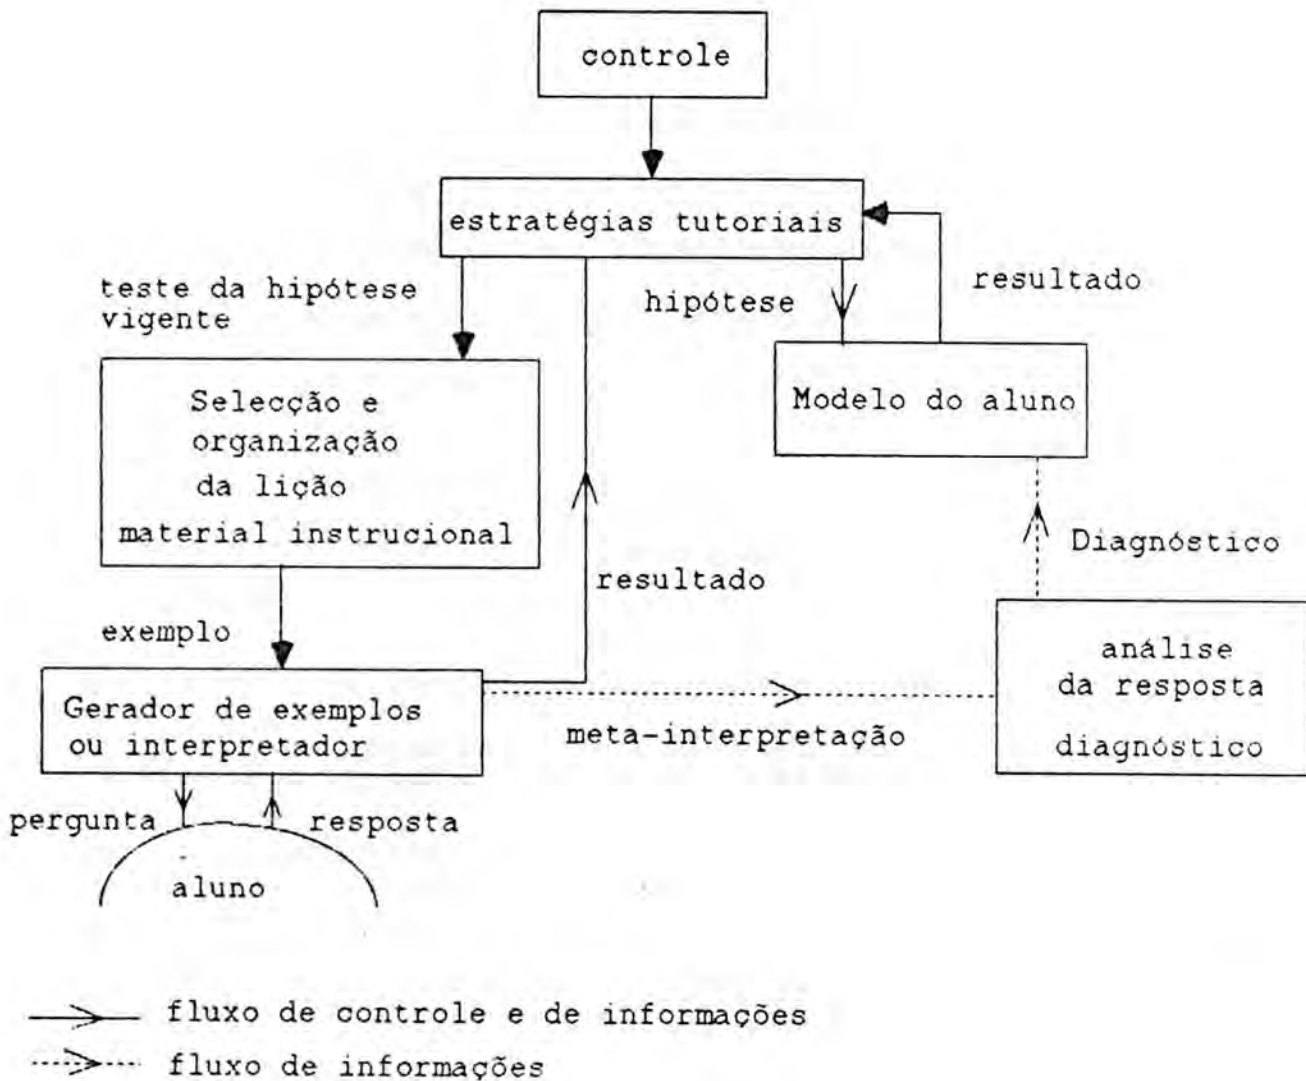 controle
estratégias tutoriais
teste da hipótese
vigente
hipótese
resultado
Selecção e
organização
da lição
material instrucional
Modelo do aluno
resultado
Diagnóstico
exemplo
Gerador de exemplos
ou interpretador
meta-interpretação
análise
da resposta
diagnóstico
pergunta
resposta
aluno
fluxo de controle e de informações
fluxo de informações